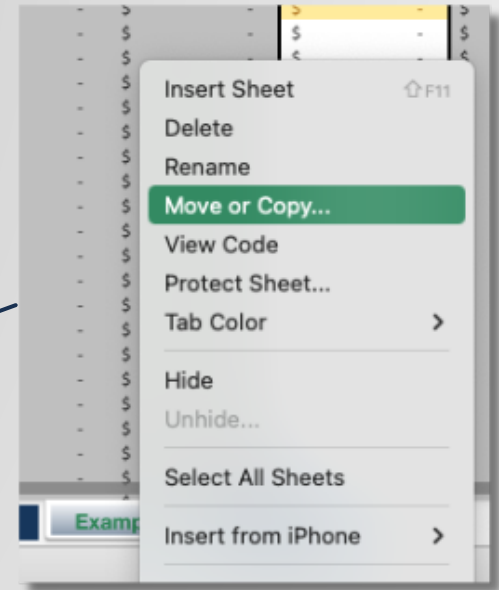 $ - $ - $
$ - $ - $
$ $ $
Insert Sheet ⇧F11
- $ Delete
- $ Rename
- $ Move or Copy...
- $ View Code
- $ Protect Sheet...
- $ Tab Color >
- $ Hide
- $ Unhide...
- $ Select All Sheets
Examp
Insert from iPhone >